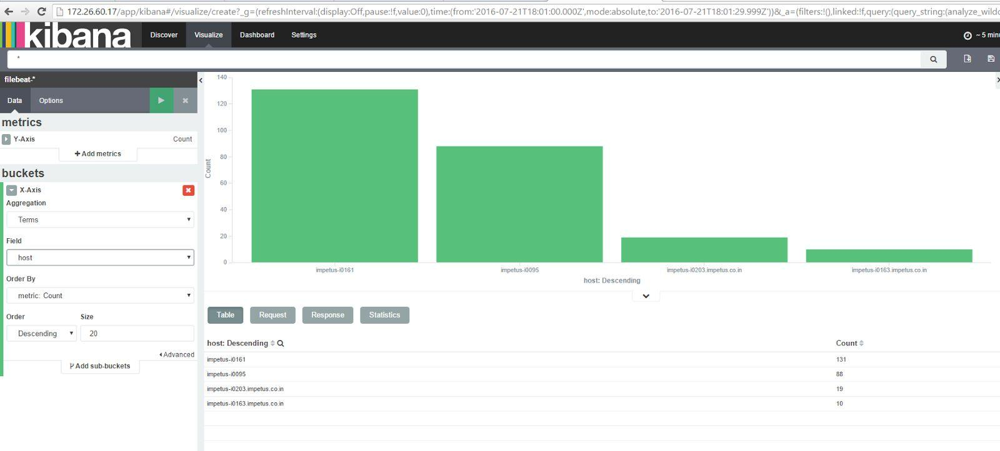 172.26.60.17/app/kibana#/visualize/create?_g=(refreshInterval:(display:Off,pause:!f,value:0),time:(from:'2016-07-21T18:01:00.000Z',mode:absolute,to:'2016-07-21T18:01:29.999Z'))&_a=(filters:!(),linked:!f,query:(query_string:(analyze_wildc
kibana Discover Visualize Dashboard Settings ~ 5 minu
*
filebeat-*
Data Options
metrics
Y-Axis Count
Add metrics
buckets
X-Axis
Aggregation
Terms
Field
host
Order By
metric: Count
Order Size
Descending 20
Advanced
Add sub-buckets
140
120
100
80
60
40
20
0
Count
impetus-i0161 impetus-i0095 impetus-i0203.impetus.co.in impetus-i0163.impetus.co.in
host: Descending
Table Request Response Statistics
host: Descending Count
impetus-i0161 131
impetus-i0095 88
impetus-i0203.impetus.co.in 19
impetus-i0163.impetus.co.in 10